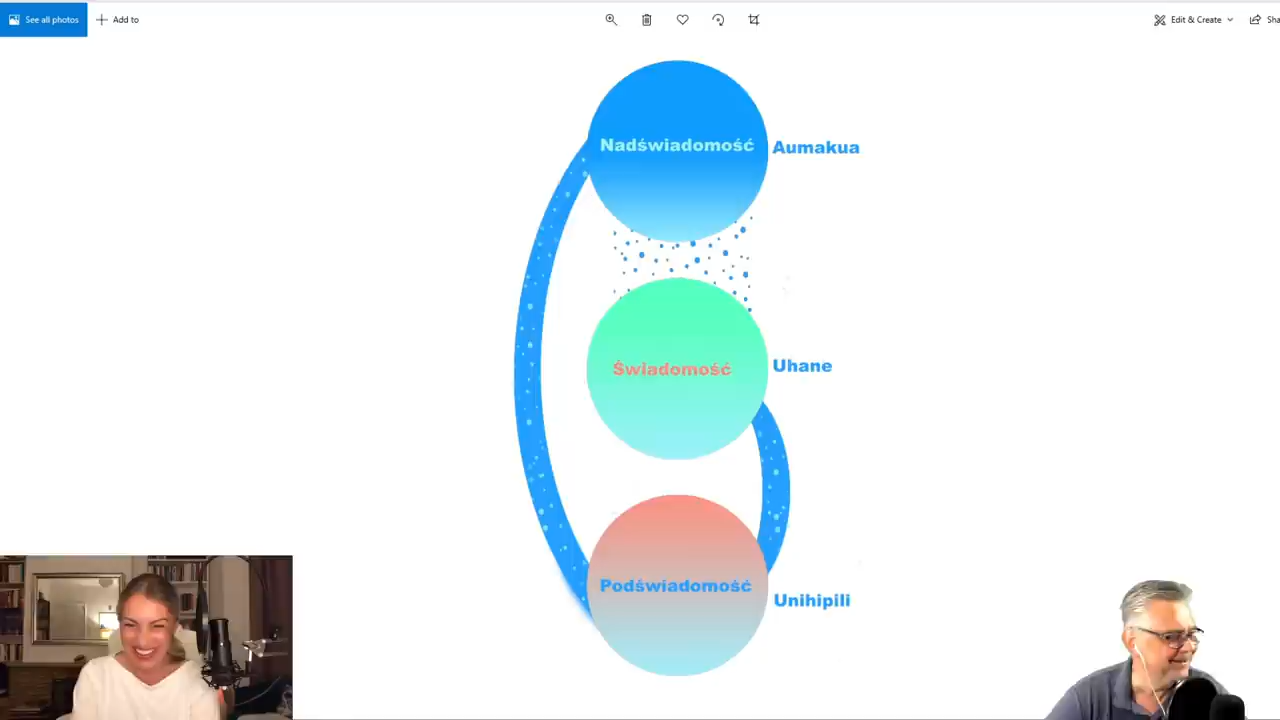 See all photos
Add to
Edit & Create
Sha
Nadświadomość
Aumakua
Świadomość
Uhane
Podświadomość
Unihipili